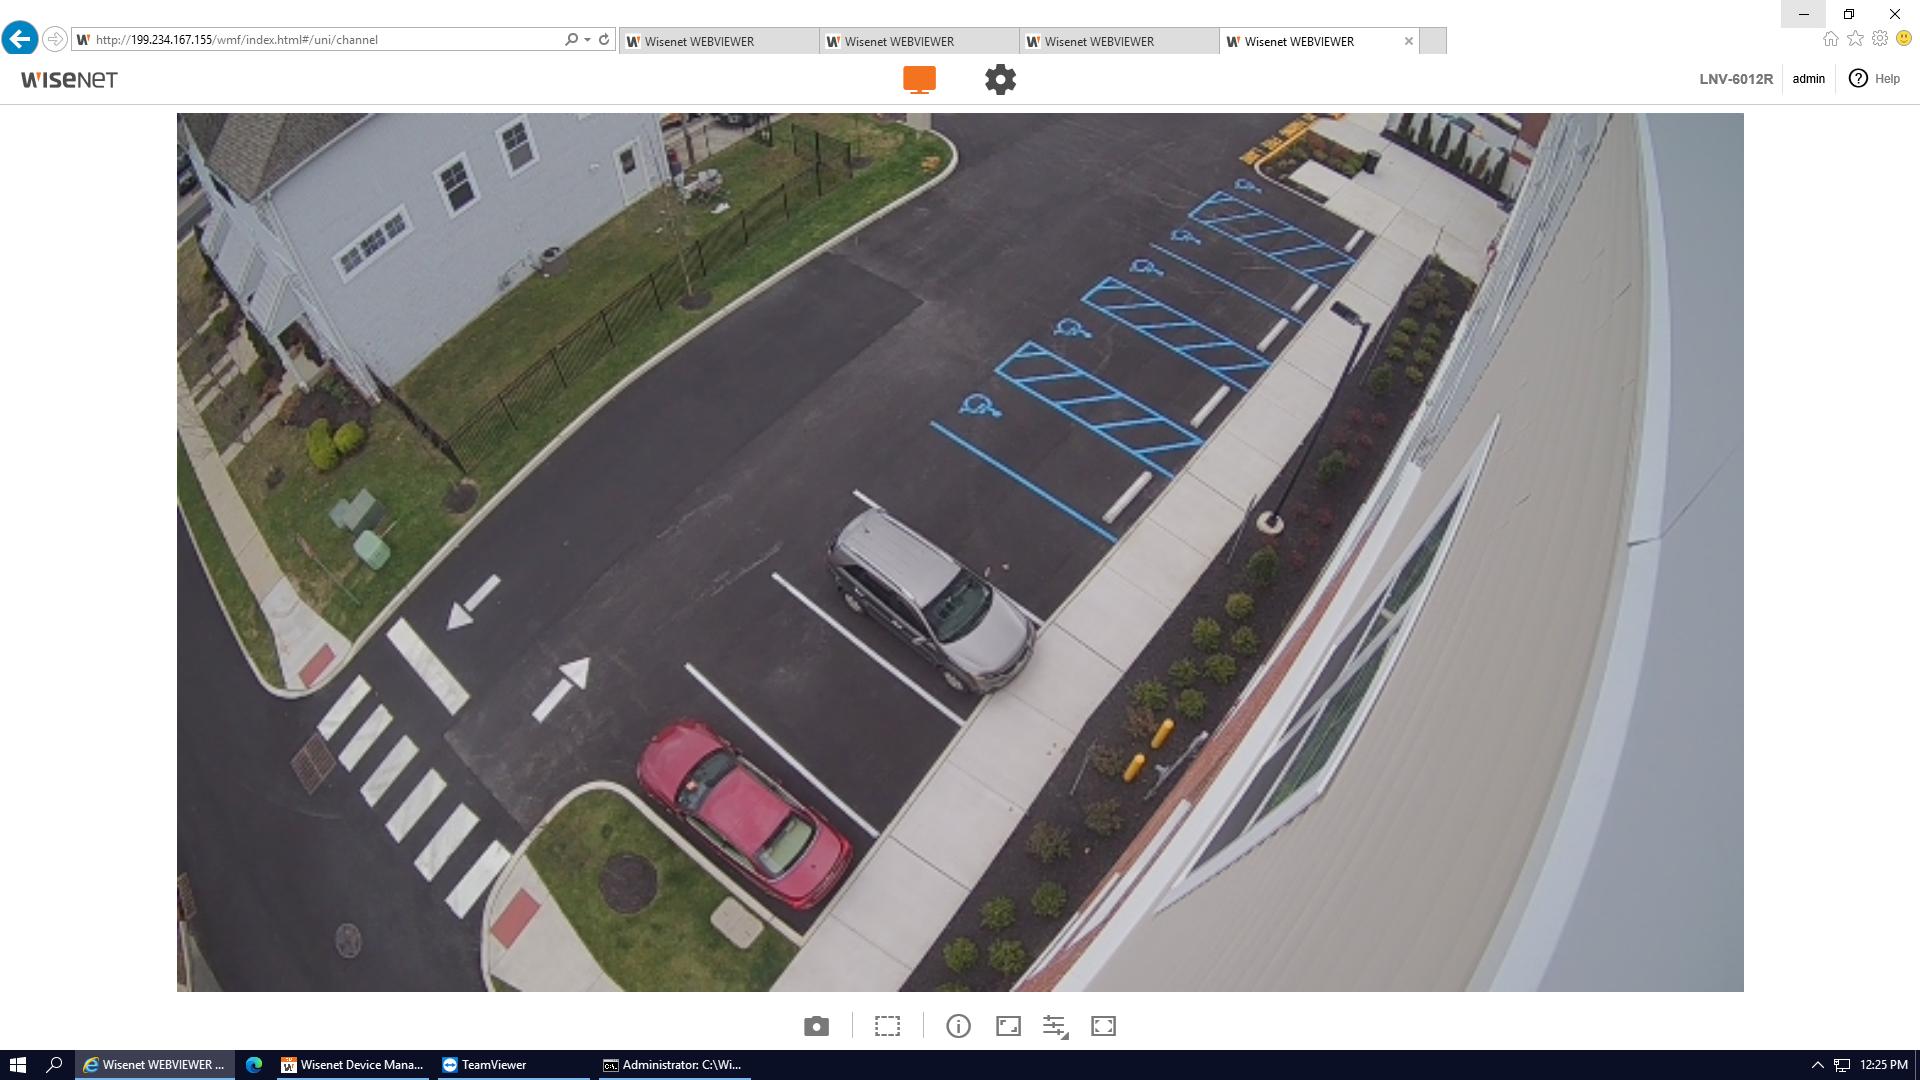 http://199.234.167.155/wmf/index.html#/uni/channel
Wisenet WEBVIEWER
Wisenet WEBVIEWER
Wisenet WEBVIEWER
Wisenet WEBVIEWER
WISENET
LNV-6012R
admin
? Help
Wisenet WEBVIEWER ...
Wisenet Device Mana...
TeamViewer
Administrator: C:\Wi...
12:25 PM